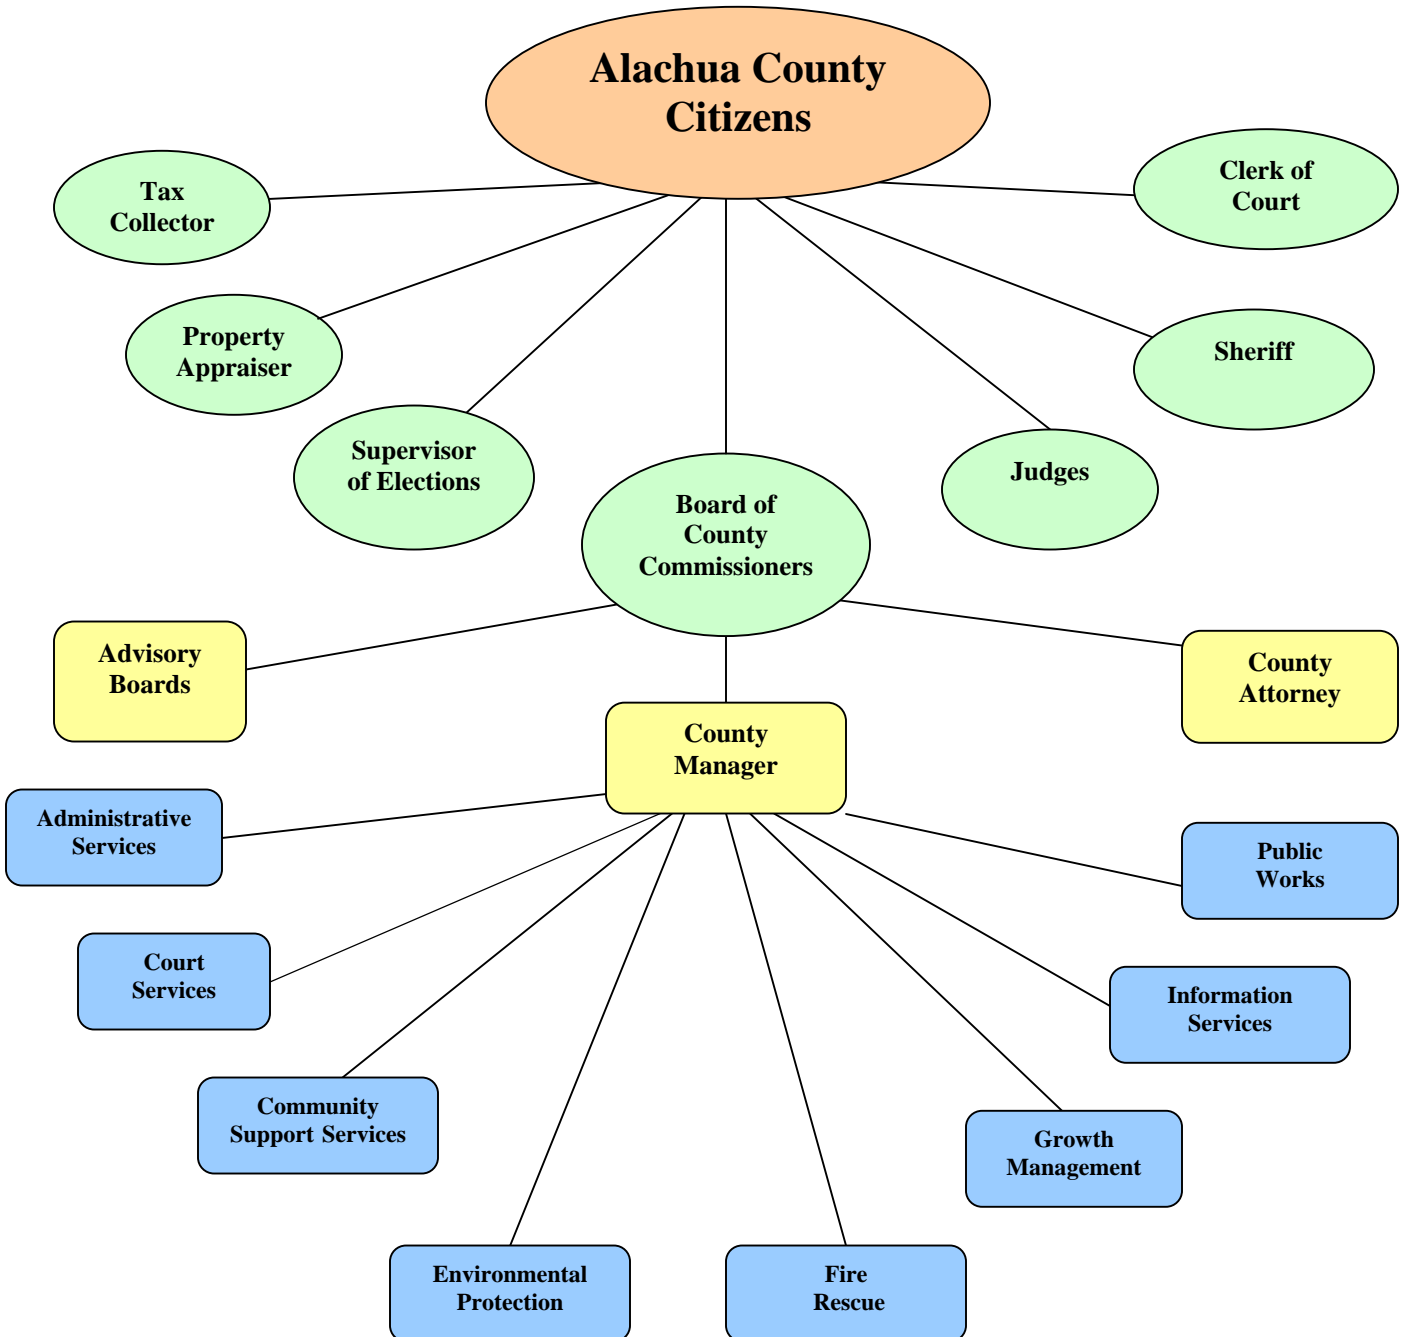 Alachua County
Citizens
Tax
Collector
Clerk of
Court
Property
Appraiser
Sheriff
Supervisor
of Elections
Judges
Board of
County
Commissioners
Advisory
Boards
County
Attorney
County
Manager
Administrative
Services
Public
Works
Court
Services
Information
Services
Community
Support Services
Growth
Management
Environmental
Protection
Fire
Rescue